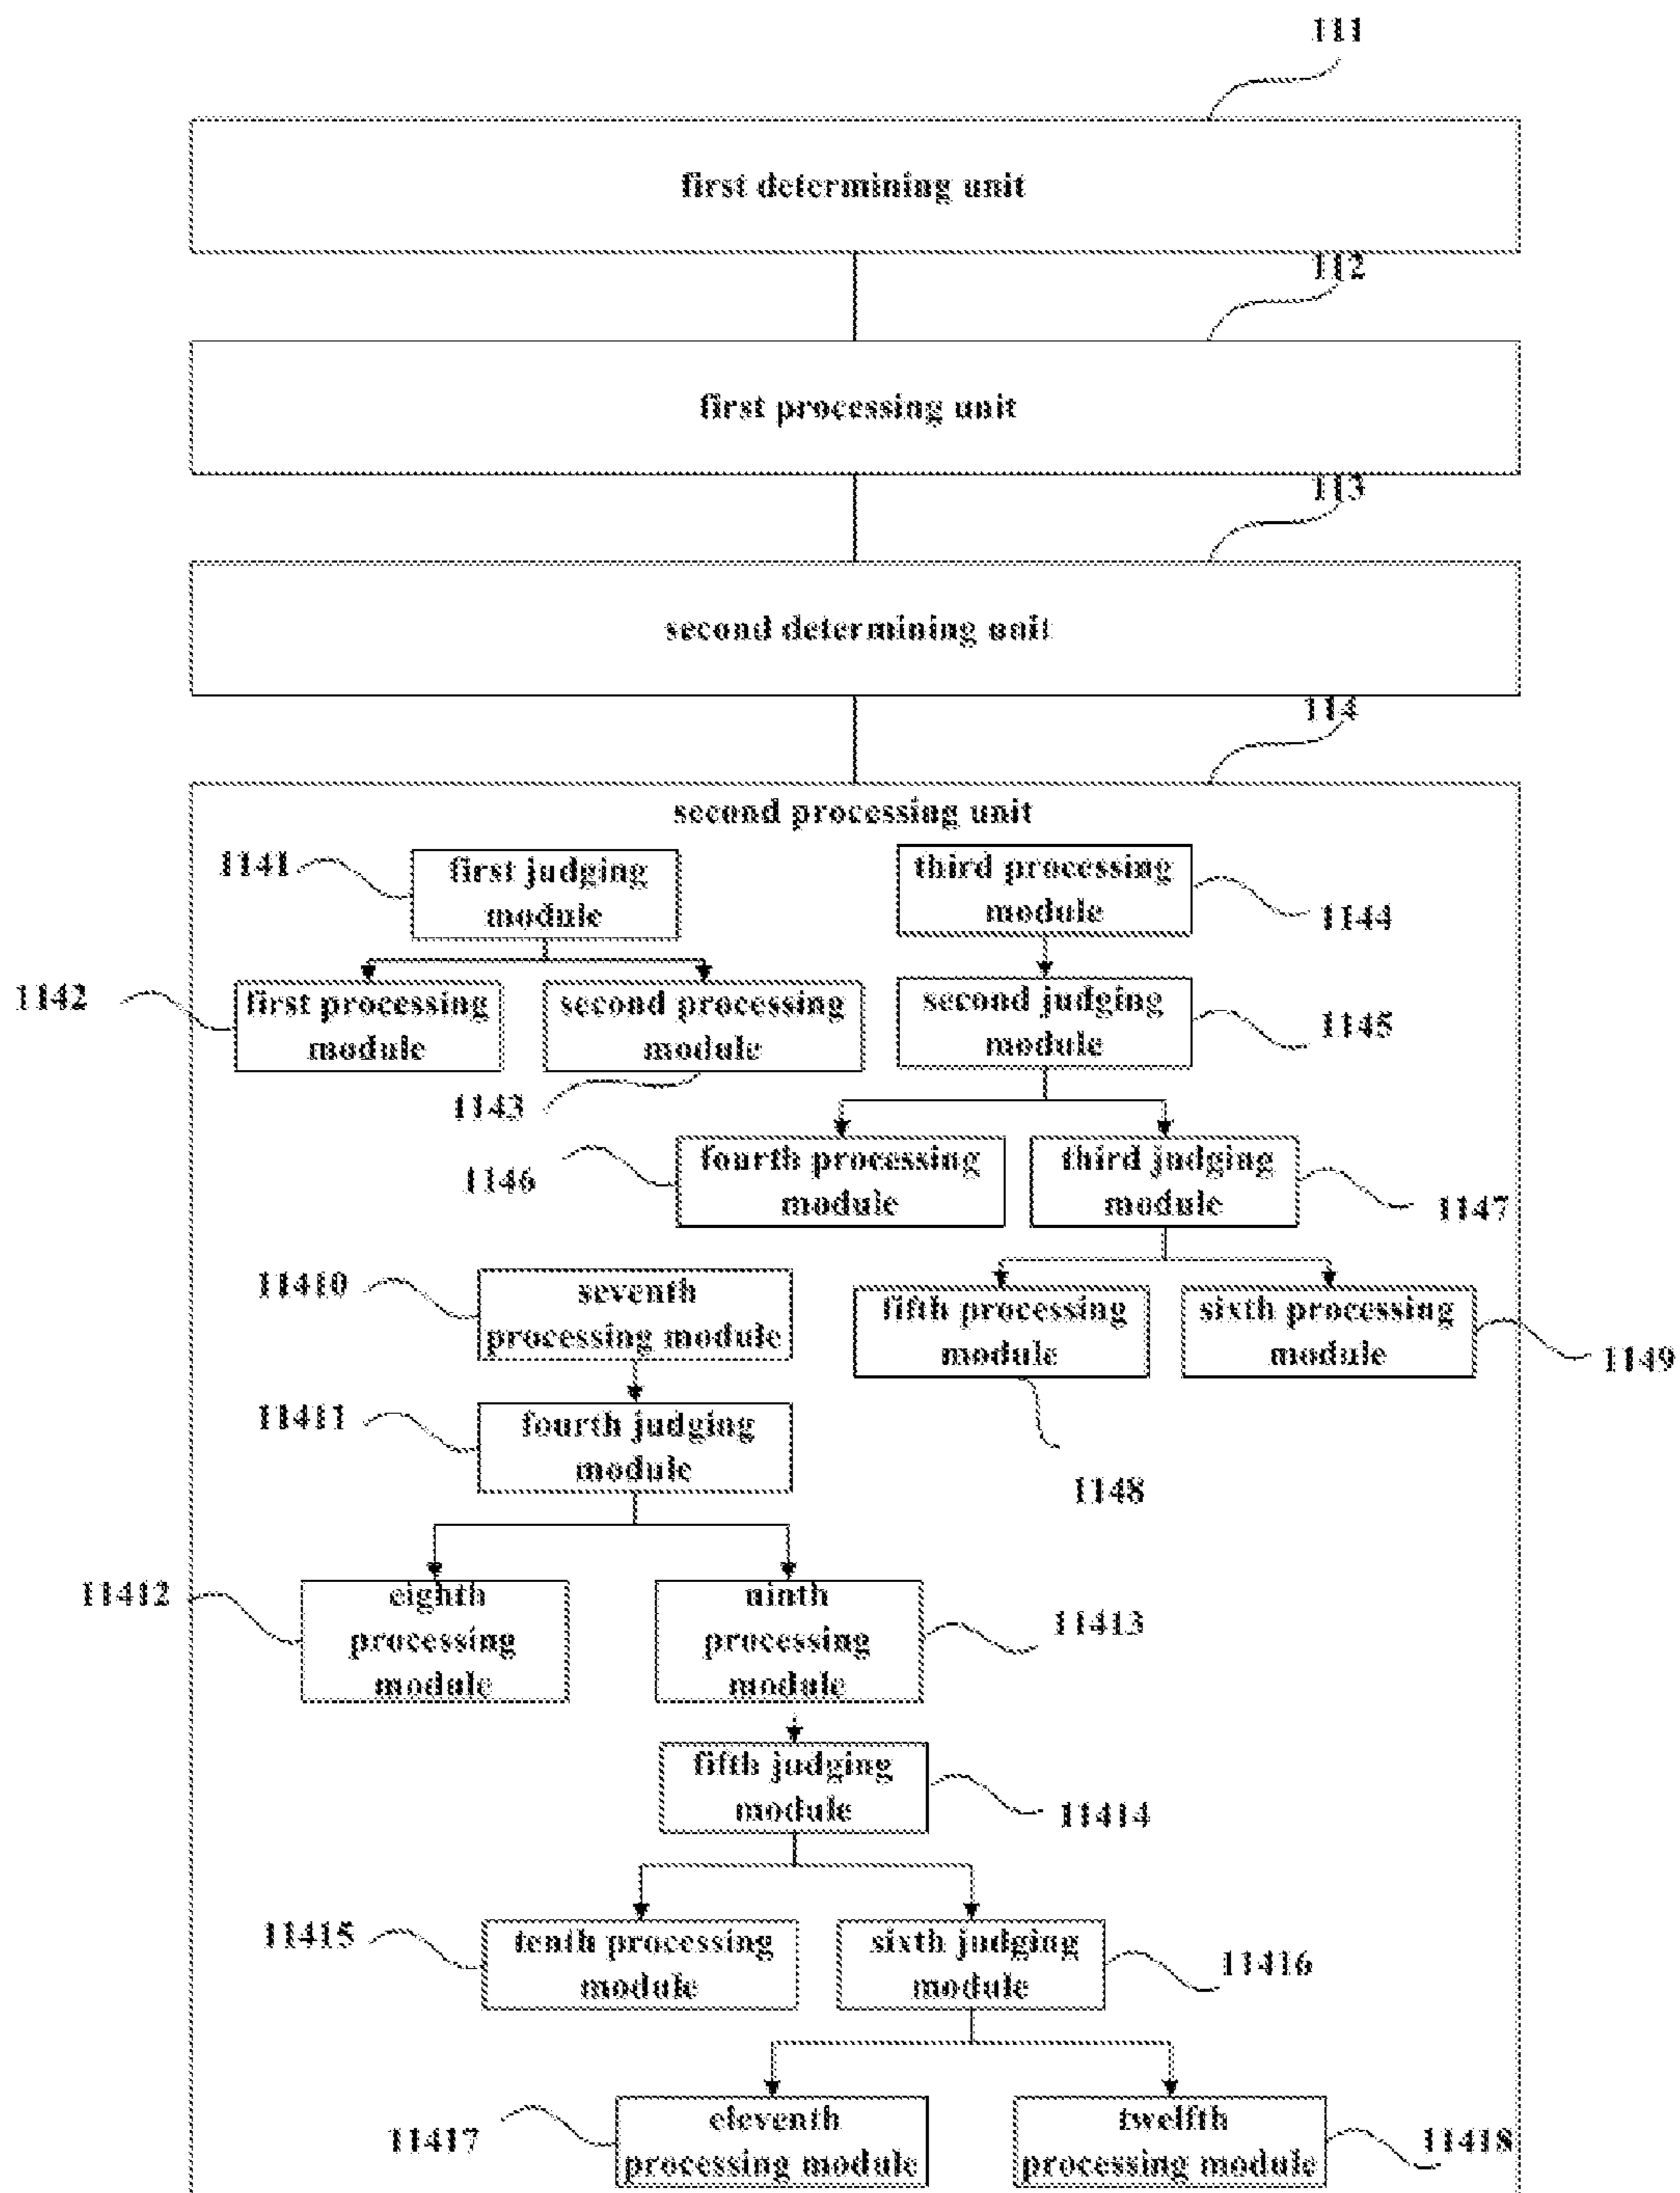 111
first determining unit
112
first processing unit
113
second determining unit
114
second processing unit
1141
first judging
module
third processing
module
1144
1142
first processing
module
second processing
module
second judging
module
1145
1143
1146
fourth processing
module
third judging
module
1147
11410
seventh
processing module
fifth processing
module
sixth processing
module
1149
11411
fourth judging
module
1148
11412
eighth
processing
module
ninth
processing
module
11413
fifth judging
module
11414
11415
tenth processing
module
sixth judging
module
11416
11417
eleventh
processing module
twelfth
processing module
11418